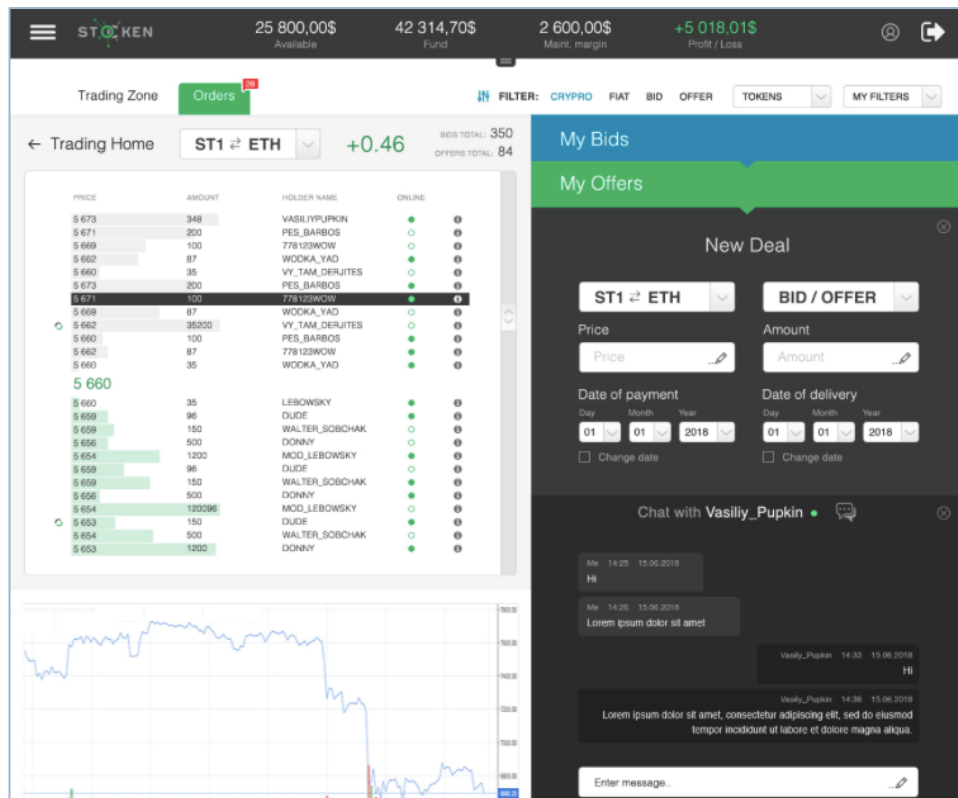 STOCKEN
25 800,00$ 42 314,70$ 2 600,00$ +5 018,01$
Available Fund Maint. margin Profit / Loss
Trading Zone Orders 28 FILTER: CRYPRO FIAT BID OFFER TOKENS MY FILTERS
← Trading Home ST1 ⇄ ETH +0.46 BIDS TOTAL: 350
OFFERS TOTAL: 84
PRICE AMOUNT HOLDER NAME ONLINE
5 673 348 VASILIYPUPKIN
5 671 200 PES_BARBOS
5 669 100 778123WOW
5 662 87 WODKA_YAD
5 660 35 VY_TAM_DERJITES
5 673 200 PES_BARBOS
5 671 100 778123WOW
5 669 87 WODKA_YAD
5 662 35200 VY_TAM_DERJITES
5 660 100 PES_BARBOS
5 662 87 778123WOW
5 660 35 WODKA_YAD
5 660
5 660 35 LEBOWSKY
5 659 96 DUDE
5 659 150 WALTER_SOBCHAK
5 656 500 DONNY
5 654 1200 MOD_LEBOWSKY
5 659 96 DUDE
5 659 150 WALTER_SOBCHAK
5 656 500 DONNY
5 654 120096 MOD_LEBOWSKY
5 653 150 DUDE
5 654 500 WALTER_SOBCHAK
5 653 1200 DONNY
7600.00
7400.00
7200.00
7000.00
6800.00
My Bids
My Offers
New Deal
ST1 ⇄ ETH BID / OFFER
Price Amount
Price Amount
Date of payment Date of delivery
Day Month Year Day Month Year
01 01 2018 01 01 2018
Change date Change date
Chat with Vasiliy_Pupkin
Me 14:25 15.06.2018
Hi
Me 14:26 15.06.2018
Lorem ipsum dolor sit amet
Vasily_Pupkin 14:33 15.06.2018
Hi
Vasily_Pupkin 14:36 15.06.2018
Lorem ipsum dolor sit amet, consectetur adipiscing elit, sed do eiusmod
tempor incididunt ut labore et dolore magna aliqua.
Enter message..